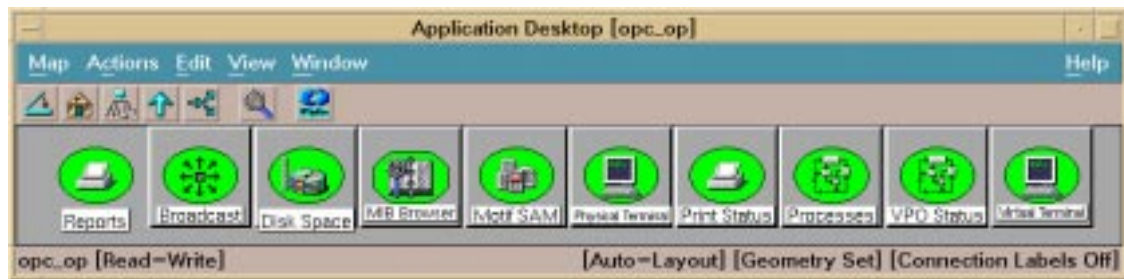 Application Desktop [opc_op]
Map Actions Edit View Window Help
Reports Broadcast Disk Space MIB Browser Motif SAM Physical Terminal Print Status Processes VPO Status Virtual Terminal
opc_op [Read-Write] [Auto-Layout] [Geometry Set] [Connection Labels Off]